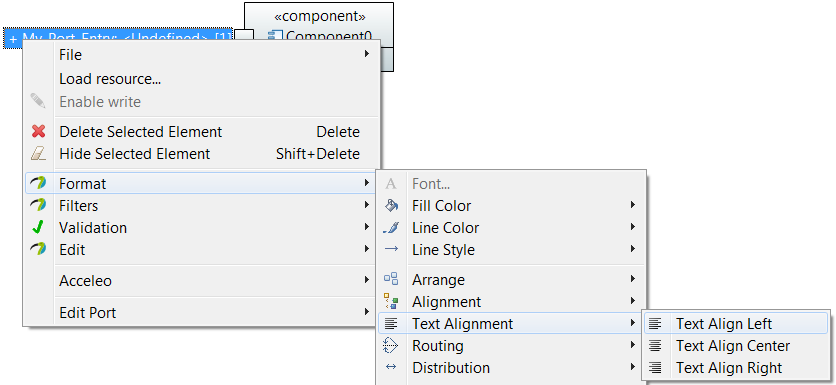 «component»
+ My_Port_Entry: <Undefined> [1]
Component0
File
Load resource...
Enable write
Delete Selected Element Delete
Hide Selected Element Shift+Delete
Format
Filters
Validation
Edit
Acceleo
Edit Port
A Font...
Fill Color
Line Color
Line Style
Arrange
Alignment
Text Alignment
Routing
Distribution
Text Align Left
Text Align Center
Text Align Right